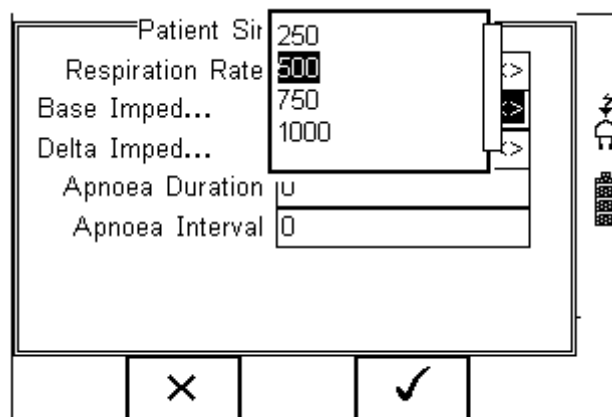 Patient Sir
250
Respiration Rate 500
Base Imped... 750
1000
Delta Imped...
Apnoea Duration 0
Apnoea Interval 0